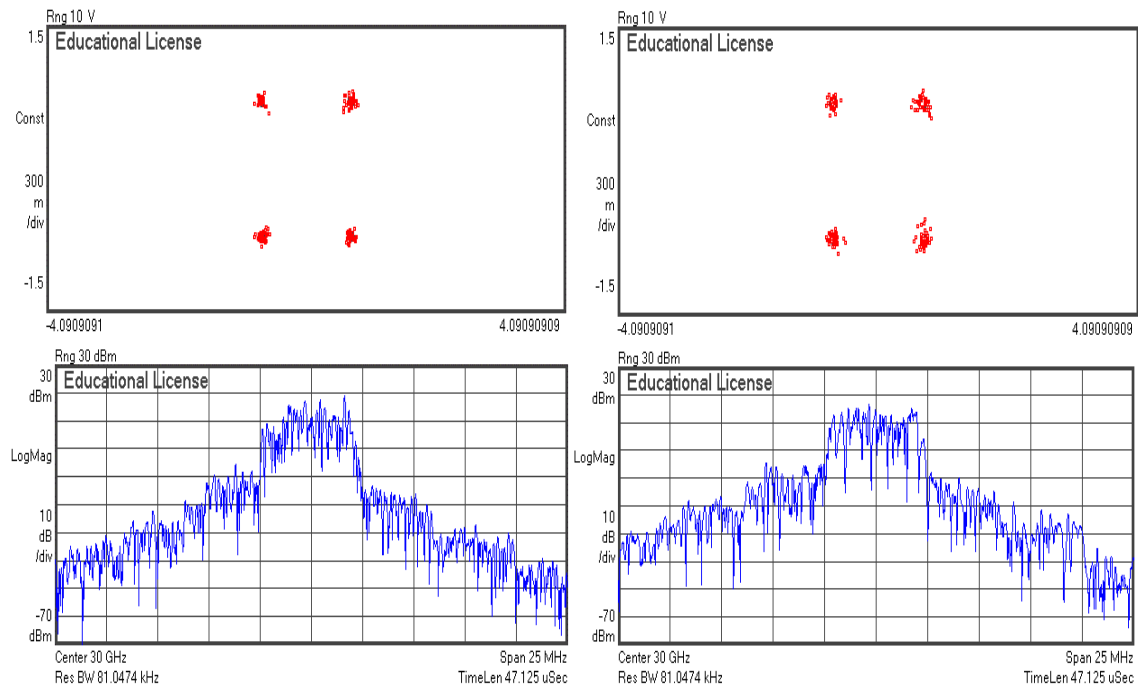 Rng 10 V
1.5
Educational License
Const
300
m
/div
-1.5
-4.0909091
4.09090909
Rng 10 V
1.5
Educational License
Const
300
m
/div
-1.5
-4.0909091
4.09090909
Rng 30 dBm
30
dBm
Educational License
LogMag
10
dB
/div
-70
dBm
Center 30 GHz
Span 25 MHz
Res BW 81.0474 kHz
TimeLen 47.125 uSec
Rng 30 dBm
30
dBm
Educational License
LogMag
10
dB
/div
-70
dBm
Center 30 GHz
Span 25 MHz
Res BW 81.0474 kHz
TimeLen 47.125 uSec